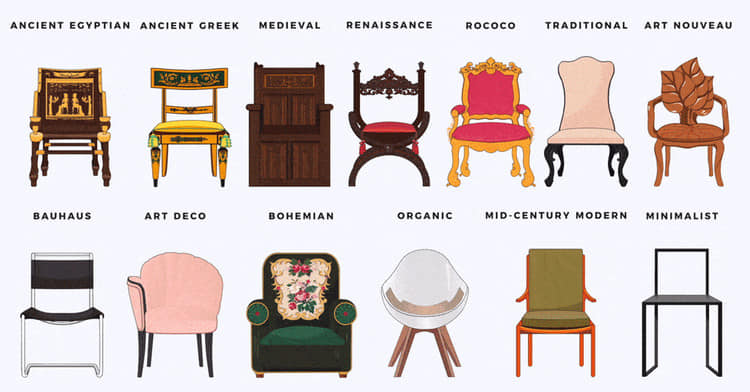 ANCIENT EGYPTIAN
ANCIENT GREEK
MEDIEVAL
RENAISSANCE
ROCOCO
TRADITIONAL
ART NOUVEAU
BAUHAUS
ART DECO
BOHEMIAN
ORGANIC
MID-CENTURY MODERN
MINIMALIST